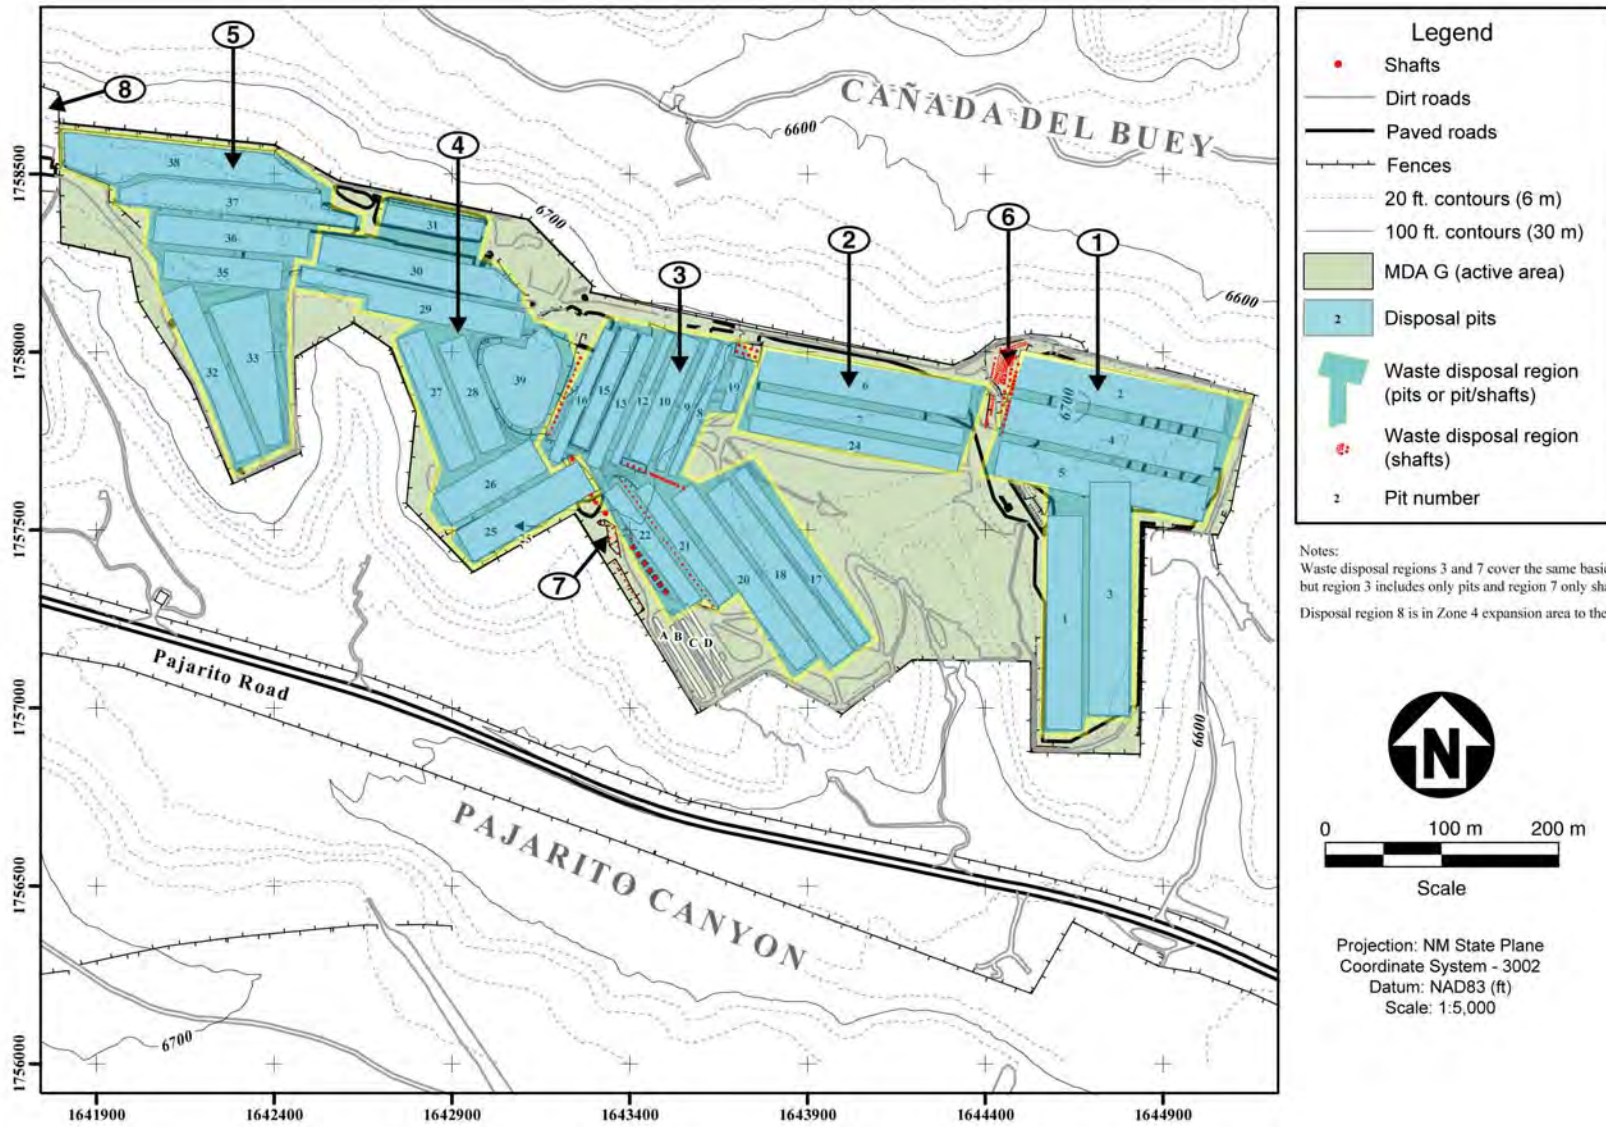 5
8
4
6
1
2
3
7
CAÑADA DEL BUEY
6600
6700
6600
6700
6600
6700
38
37
36
35
32
33
31
30
29
27
28
39
26
25
25
16
15
13
12
10
9
8
19
6
7
24
2
4
5
1
3
22
21
20
18
17
A B C D
Pajarito Road
PAJARITO CANYON
1758500
1758000
1757500
1757000
1756500
1756000
1641900
1642400
1642900
1643400
1643900
1644400
1644900
Legend
Shafts
Dirt roads
Paved roads
Fences
20 ft. contours (6 m)
100 ft. contours (30 m)
MDA G (active area)
2 Disposal pits
Waste disposal region
(pits or pit/shafts)
Waste disposal region
(shafts)
2 Pit number
Notes:
Waste disposal regions 3 and 7 cover the same basic
but region 3 includes only pits and region 7 only sha
Disposal region 8 is in Zone 4 expansion area to the
N
0 100 m 200 m
Scale
Projection: NM State Plane
Coordinate System - 3002
Datum: NAD83 (ft)
Scale: 1:5,000